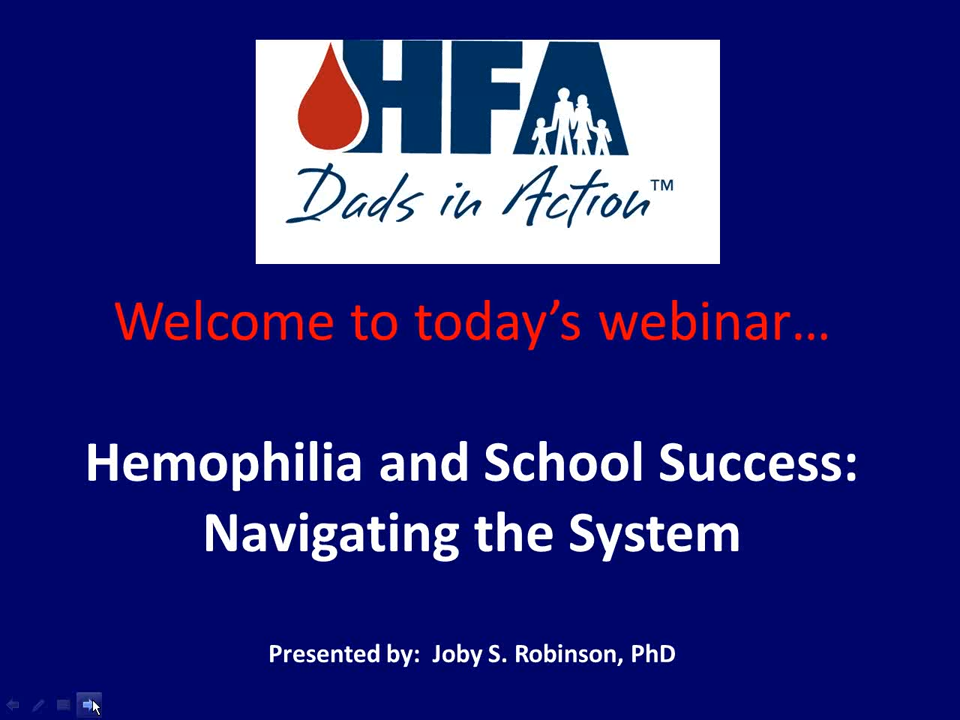 HFA
Dads in Action™
Welcome to today's webinar…
Hemophilia and School Success:
Navigating the System
Presented by: Joby S. Robinson, PhD